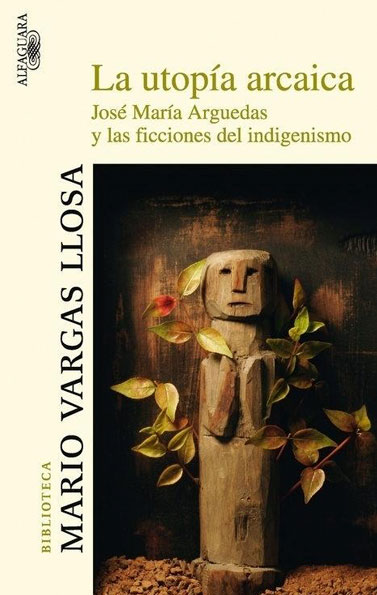 ALFAGUARA
La utopía arcaica
José María Arguedas
y las ficciones del indigenismo
BIBLIOTECA
MARIO VARGAS LLOSA